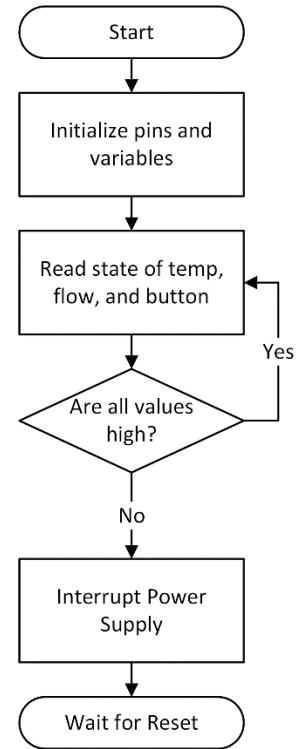 Start
Initialize pins and
variables
Read state of temp,
flow, and button
Yes
Are all values
high?
No
Interrupt Power
Supply
Wait for Reset